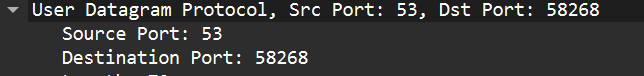 User Datagram Protocol, Src Port: 53, Dst Port: 58268
Source Port: 53
Destination Port: 58268